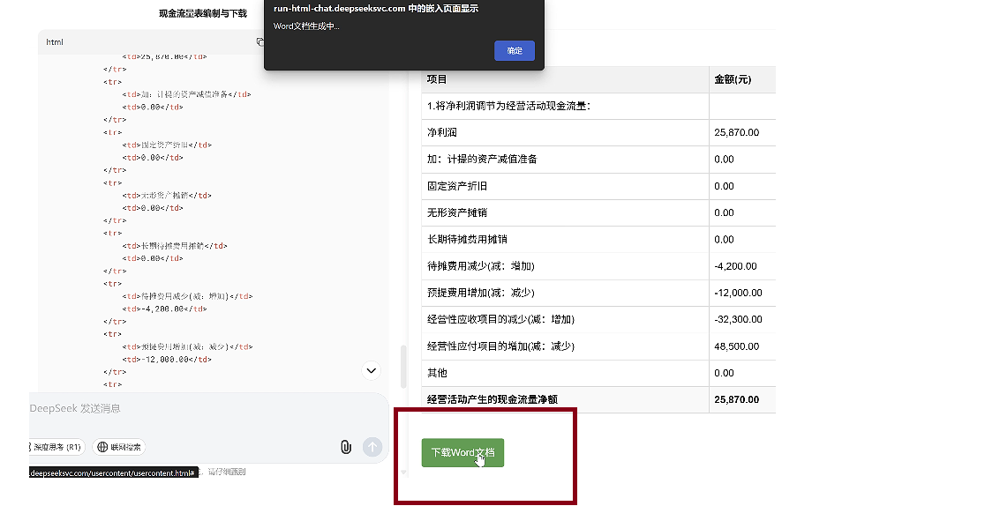 现金流量表编制与下载
run-html-chat.deepseeksvc.com 中的嵌入页面显示
Word文档生成中...
确定
html
<td>25,870.00</td>
</tr>
<tr>
<td>加：计提的资产减值准备</td>
<td>0.00</td>
</tr>
<tr>
<td>固定资产折旧</td>
<td>0.00</td>
</tr>
<tr>
<td>无形资产摊销</td>
<td>0.00</td>
</tr>
<tr>
<td>长期待摊费用摊销</td>
<td>0.00</td>
</tr>
<tr>
<td>待摊费用减少(减：增加)</td>
<td>-4,200.00</td>
</tr>
<tr>
<td>预提费用增加(减：减少)</td>
<td>-12,000.00</td>
</tr>
<tr>
DeepSeek 发送消息
深度思考 (R1)
联网搜索
.deepseeksvc.com/usercontent/usercontent.html#
请仔细甄别
项目 金额(元)
1.将净利润调节为经营活动现金流量：
净利润 25,870.00
加：计提的资产减值准备 0.00
固定资产折旧 0.00
无形资产摊销 0.00
长期待摊费用摊销 0.00
待摊费用减少(减：增加) -4,200.00
预提费用增加(减：减少) -12,000.00
经营性应收项目的减少(减：增加) -32,300.00
经营性应付项目的增加(减：减少) 48,500.00
其他 0.00
经营活动产生的现金流量净额 25,870.00
下载Word文档